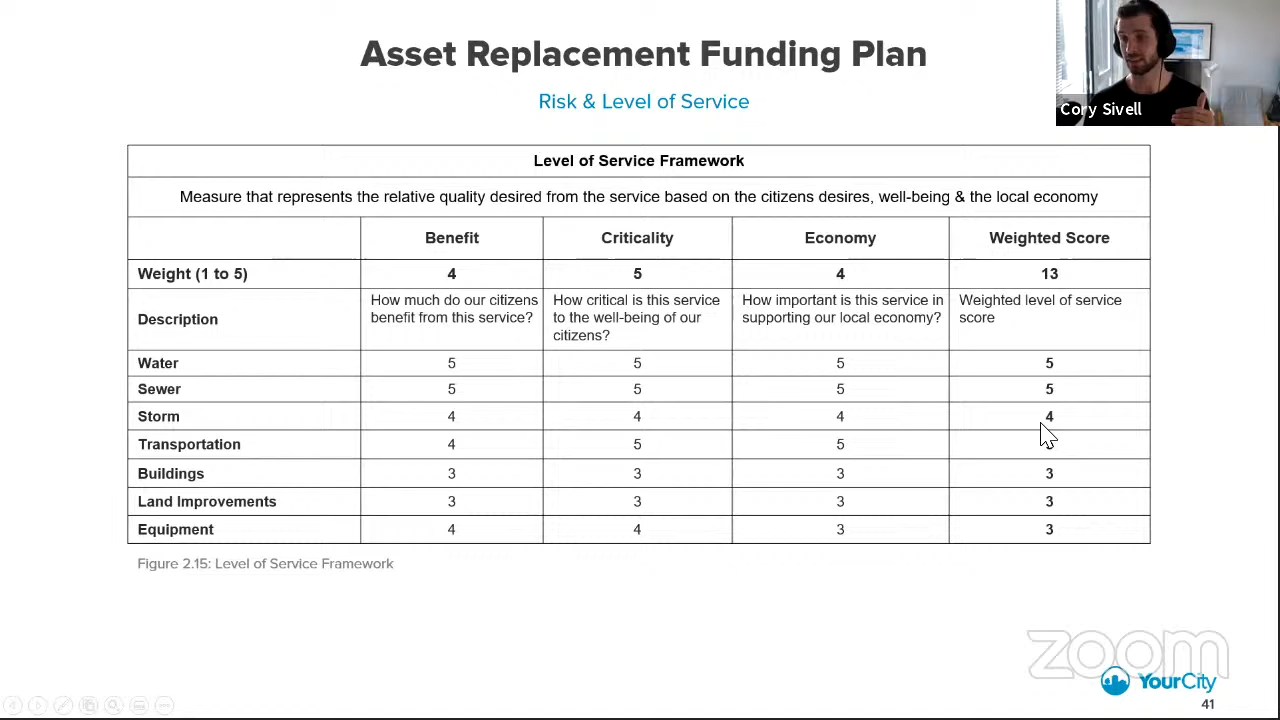 Asset Replacement Funding Plan
Risk & Level of Service
Cory Sivell
Level of Service Framework
Measure that represents the relative quality desired from the service based on the citizens desires, well-being & the local economy
Benefit Criticality Economy Weighted Score
Weight (1 to 5) 4 5 4 13
Description
How much do our citizens
benefit from this service?
How critical is this service
to the well-being of our
citizens?
How important is this service in
supporting our local economy?
Weighted level of service
score
Water 5 5 5 5
Sewer 5 5 5 5
Storm 4 4 4 4
Transportation 4 5 5
Buildings 3 3 3 3
Land Improvements 3 3 3 3
Equipment 4 4 3 3
Figure 2.15: Level of Service Framework
zoom
YourCity
41